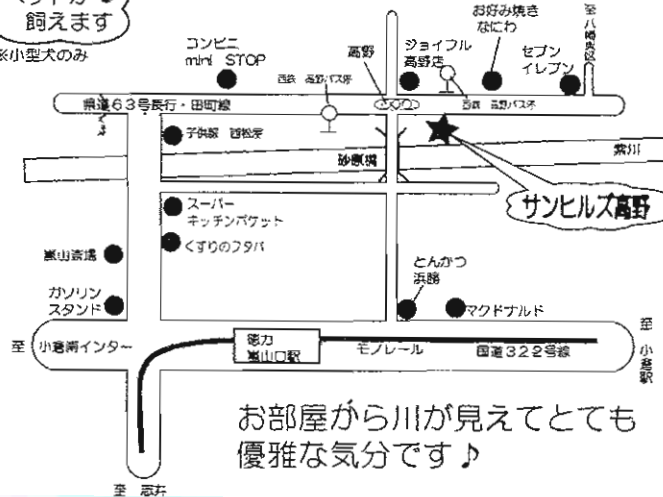 飼えます
※小型犬のみ
コンビニ
mini STOP
西鉄 高野バス停
高野
ジョイフル
高野店
お好み焼き
なにわ
セブン
イレブン
県道63号長行・田町線
西鉄 高野バス停
子供服 西松屋
砂原橋
紫川
サンヒルズ高野
スーパー
キッチンポケット
くすりのフタバ
嵐山斎場
ガソリン
スタンド
とんかつ
浜勝
マクドナルド
至 小倉南インター
徳力
嵐山口駅
モノレール
国道322号線
至 小倉駅
お部屋から川が見えてとても
優雅な気分です♪
至 志井